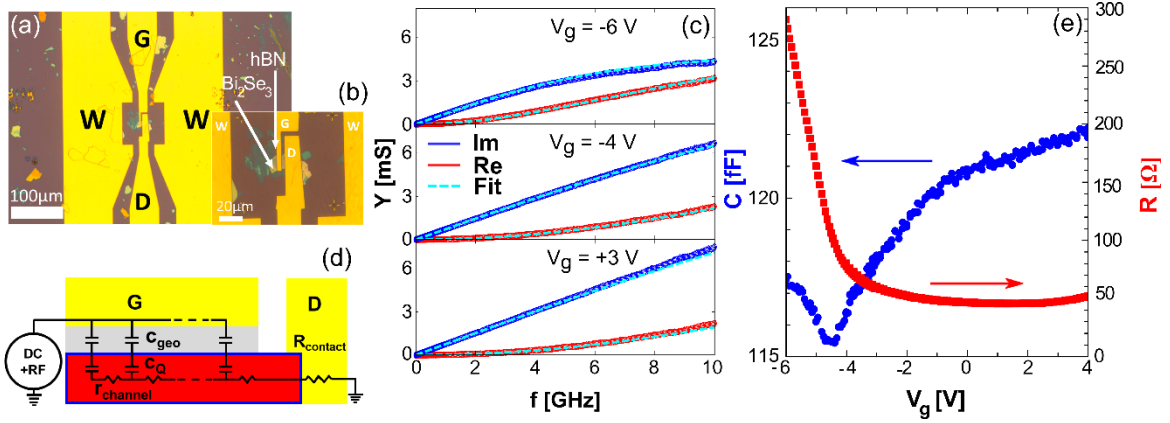 (a)
G
W
W
D
100µm
(b)
hBN
Bi2Se3
W
G
W
D
20µm
(c)
Y [mS]
Vg = -6 V
6
3
0
Vg = -4 V
Im
Re
Fit
6
3
0
Vg = +3 V
6
3
0
0 2 4 6 8 10
f [GHz]
(d)
G
D
Cgeo
CQ
Rcontact
rchannel
DC
+RF
(e)
C [fF]
125
120
115
R [Ω]
300
250
200
150
100
50
0
-6 -4 -2 0 2 4
Vg [V]